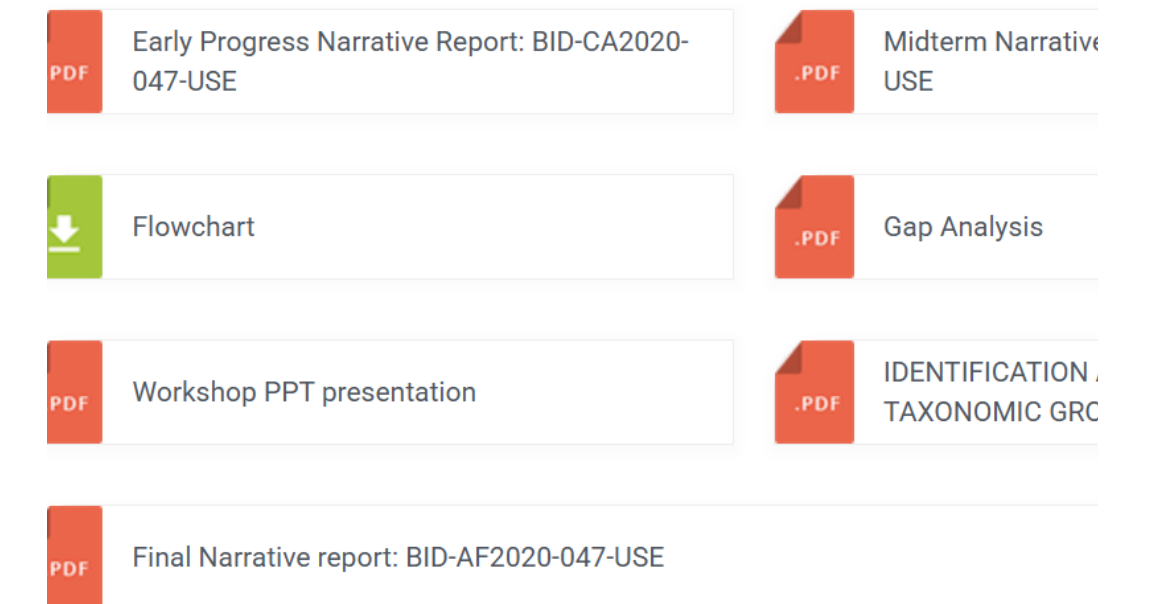 PDF
Early Progress Narrative Report: BID-CA2020-
047-USE
.PDF
Midterm Narrative
USE
Flowchart
.PDF
Gap Analysis
PDF
Workshop PPT presentation
.PDF
IDENTIFICATION
TAXONOMIC
PDF
Final Narrative report: BID-AF2020-047-USE